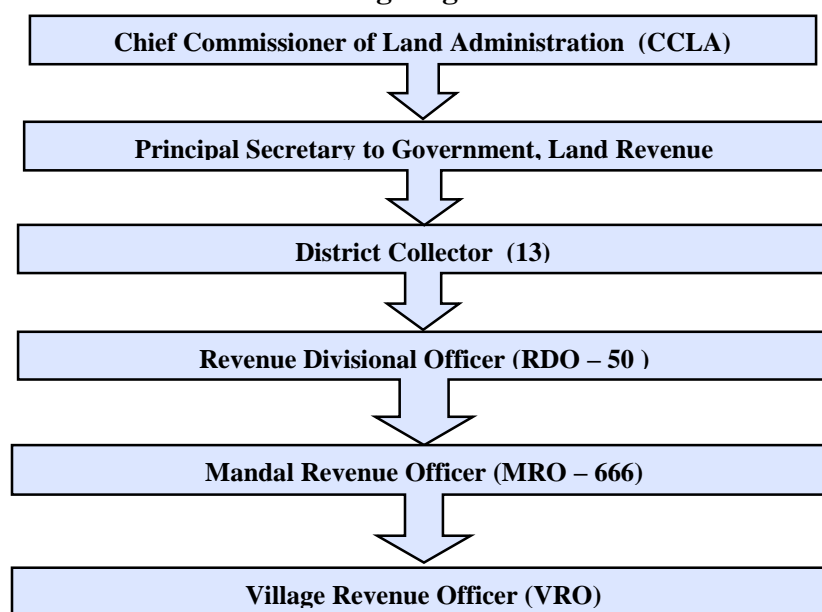 Chief Commissioner of Land Administration (CCLA)
Principal Secretary to Government, Land Revenue
District Collector (13)
Revenue Divisional Officer (RDO – 50 )
Mandal Revenue Officer (MRO – 666)
Village Revenue Officer (VRO)